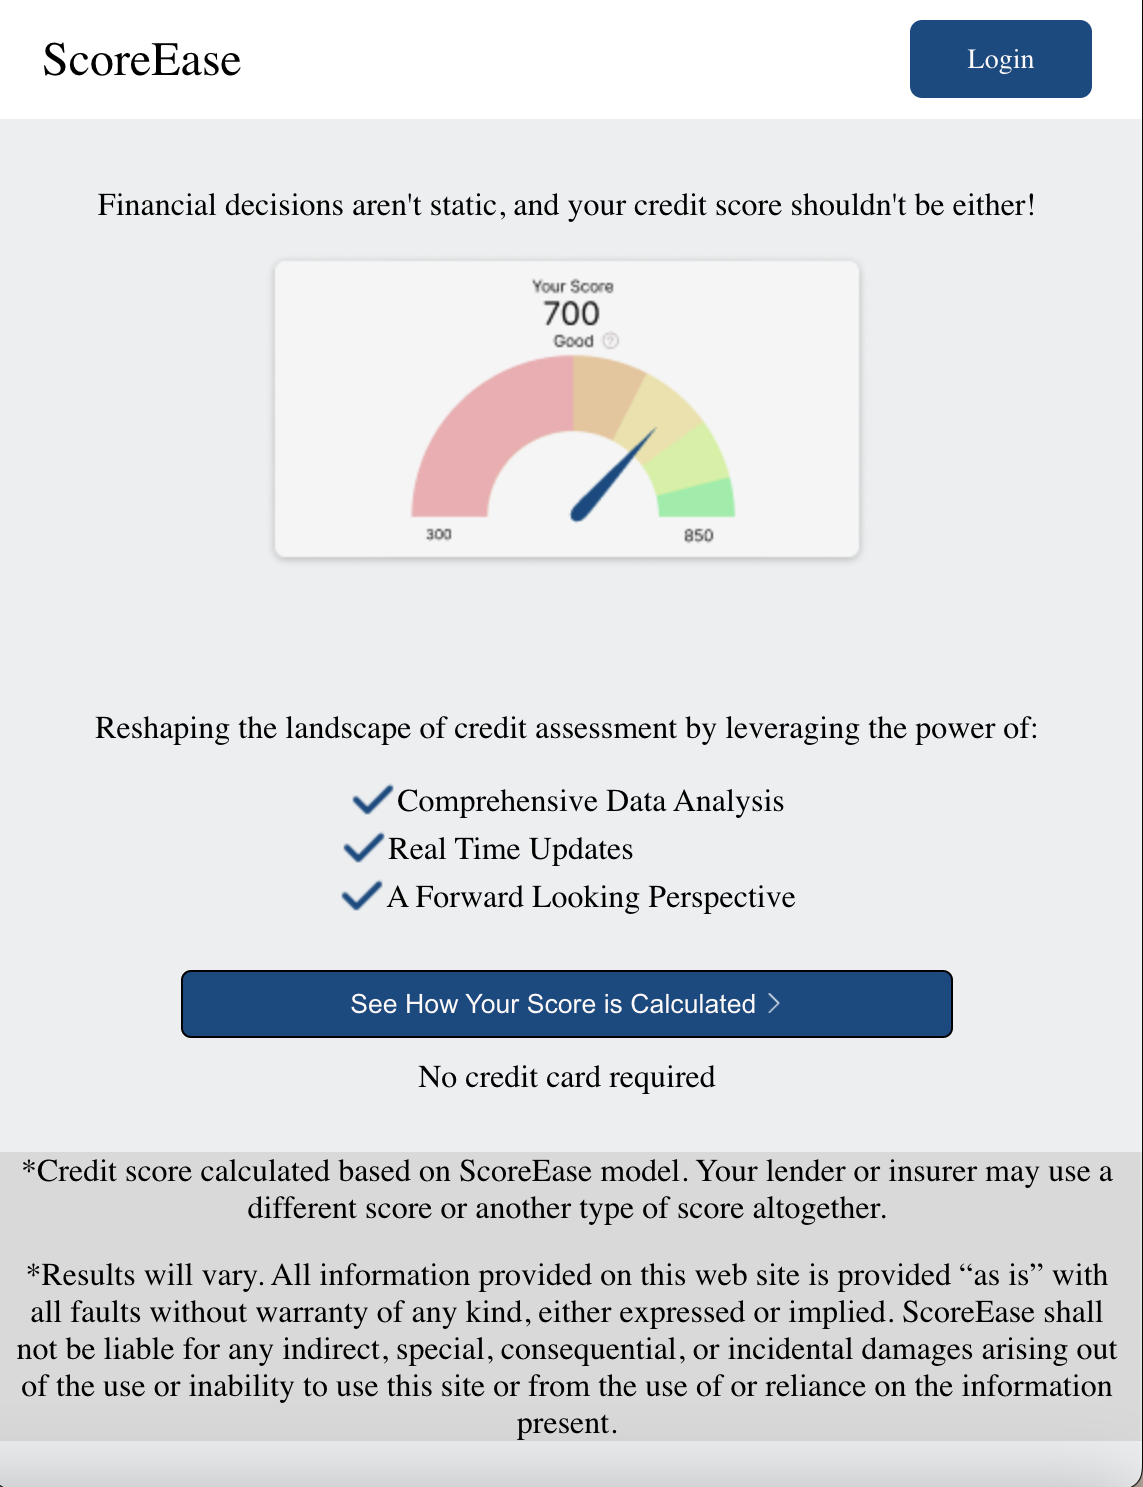 ScoreEase
Login
Financial decisions aren't static, and your credit score shouldn't be either!
Your Score
700
Good ?
300
850
Reshaping the landscape of credit assessment by leveraging the power of:
Comprehensive Data Analysis
Real Time Updates
A Forward Looking Perspective
See How Your Score is Calculated
No credit card required
*Credit score calculated based on ScoreEase model. Your lender or insurer may use a
different score or another type of score altogether.
*Results will vary. All information provided on this web site is provided “as is” with
all faults without warranty of any kind, either expressed or implied. ScoreEase shall
not be liable for any indirect, special, consequential, or incidental damages arising out
of the use or inability to use this site or from the use of or reliance on the information
present.